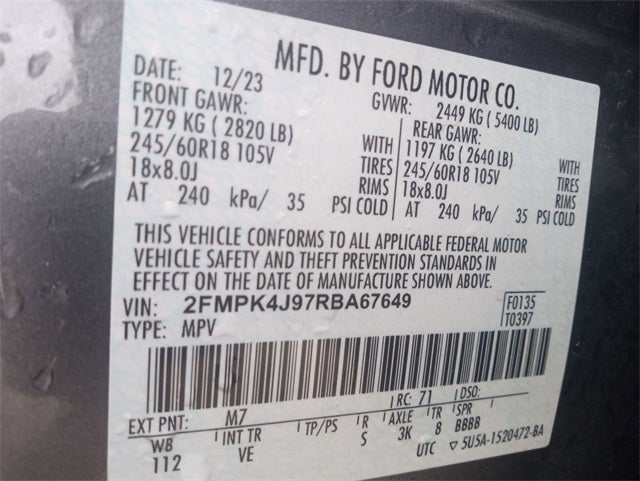 MFD. BY FORD MOTOR CO.
DATE: 12/23
GVWR: 2449 KG ( 5400 LB)
FRONT GAWR:
1279 KG ( 2820 LB)
245/60R18 105V
18x8.0J
WITH
TIRES
RIMS
AT 240 kPa/ 35 PSI COLD
REAR GAWR:
1197 KG ( 2640 LB)
245/60R18 105V
18x8.0J
WITH
TIRES
RIMS
AT 240 kPa/ 35 PSI COLD
THIS VEHICLE CONFORMS TO ALL APPLICABLE FEDERAL MOTOR
VEHICLE SAFETY AND THEFT PREVENTION STANDARDS IN
EFFECT ON THE DATE OF MANUFACTURE SHOWN ABOVE.
VIN: 2FMPK4J97RBA67649
F0135
TYPE: MPV
T0397
EXT PNT: M7 RC: 71 DSO:
WB INT TR TP/PS R AXLE TR SPR
112 VE S 3K 8 BBBB
UTC ▽ 5U5A-1520472-BA